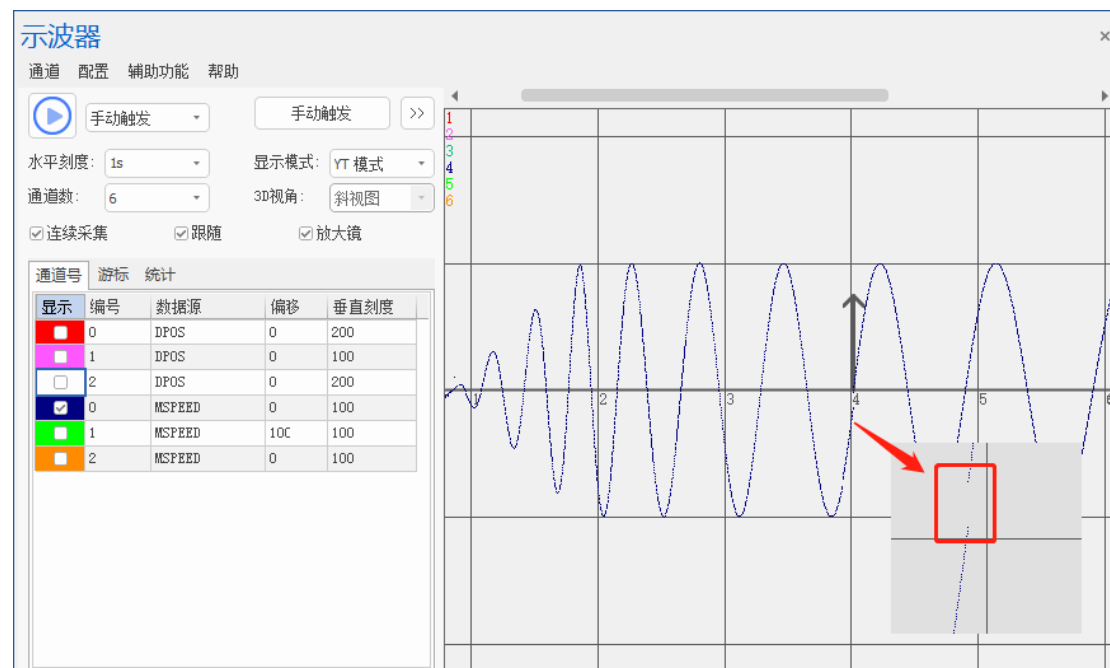 示波器
×
通道 配置 辅助功能 帮助
手动触发 手动触发 >>
水平刻度: 1s 显示模式: YT 模式
通道数: 6 3D视角: 斜视图
连续采集 跟随 放大镜
通道号 游标 统计
显示 编号 数据源 偏移 垂直刻度
0 DPOS 0 200
1 DPOS 0 100
2 DPOS 0 200
0 MSPEED 0 100
1 MSPEED 100 100
2 MSPEED 0 100
1
2
3
4
5
6
1 2 3 4 5 6